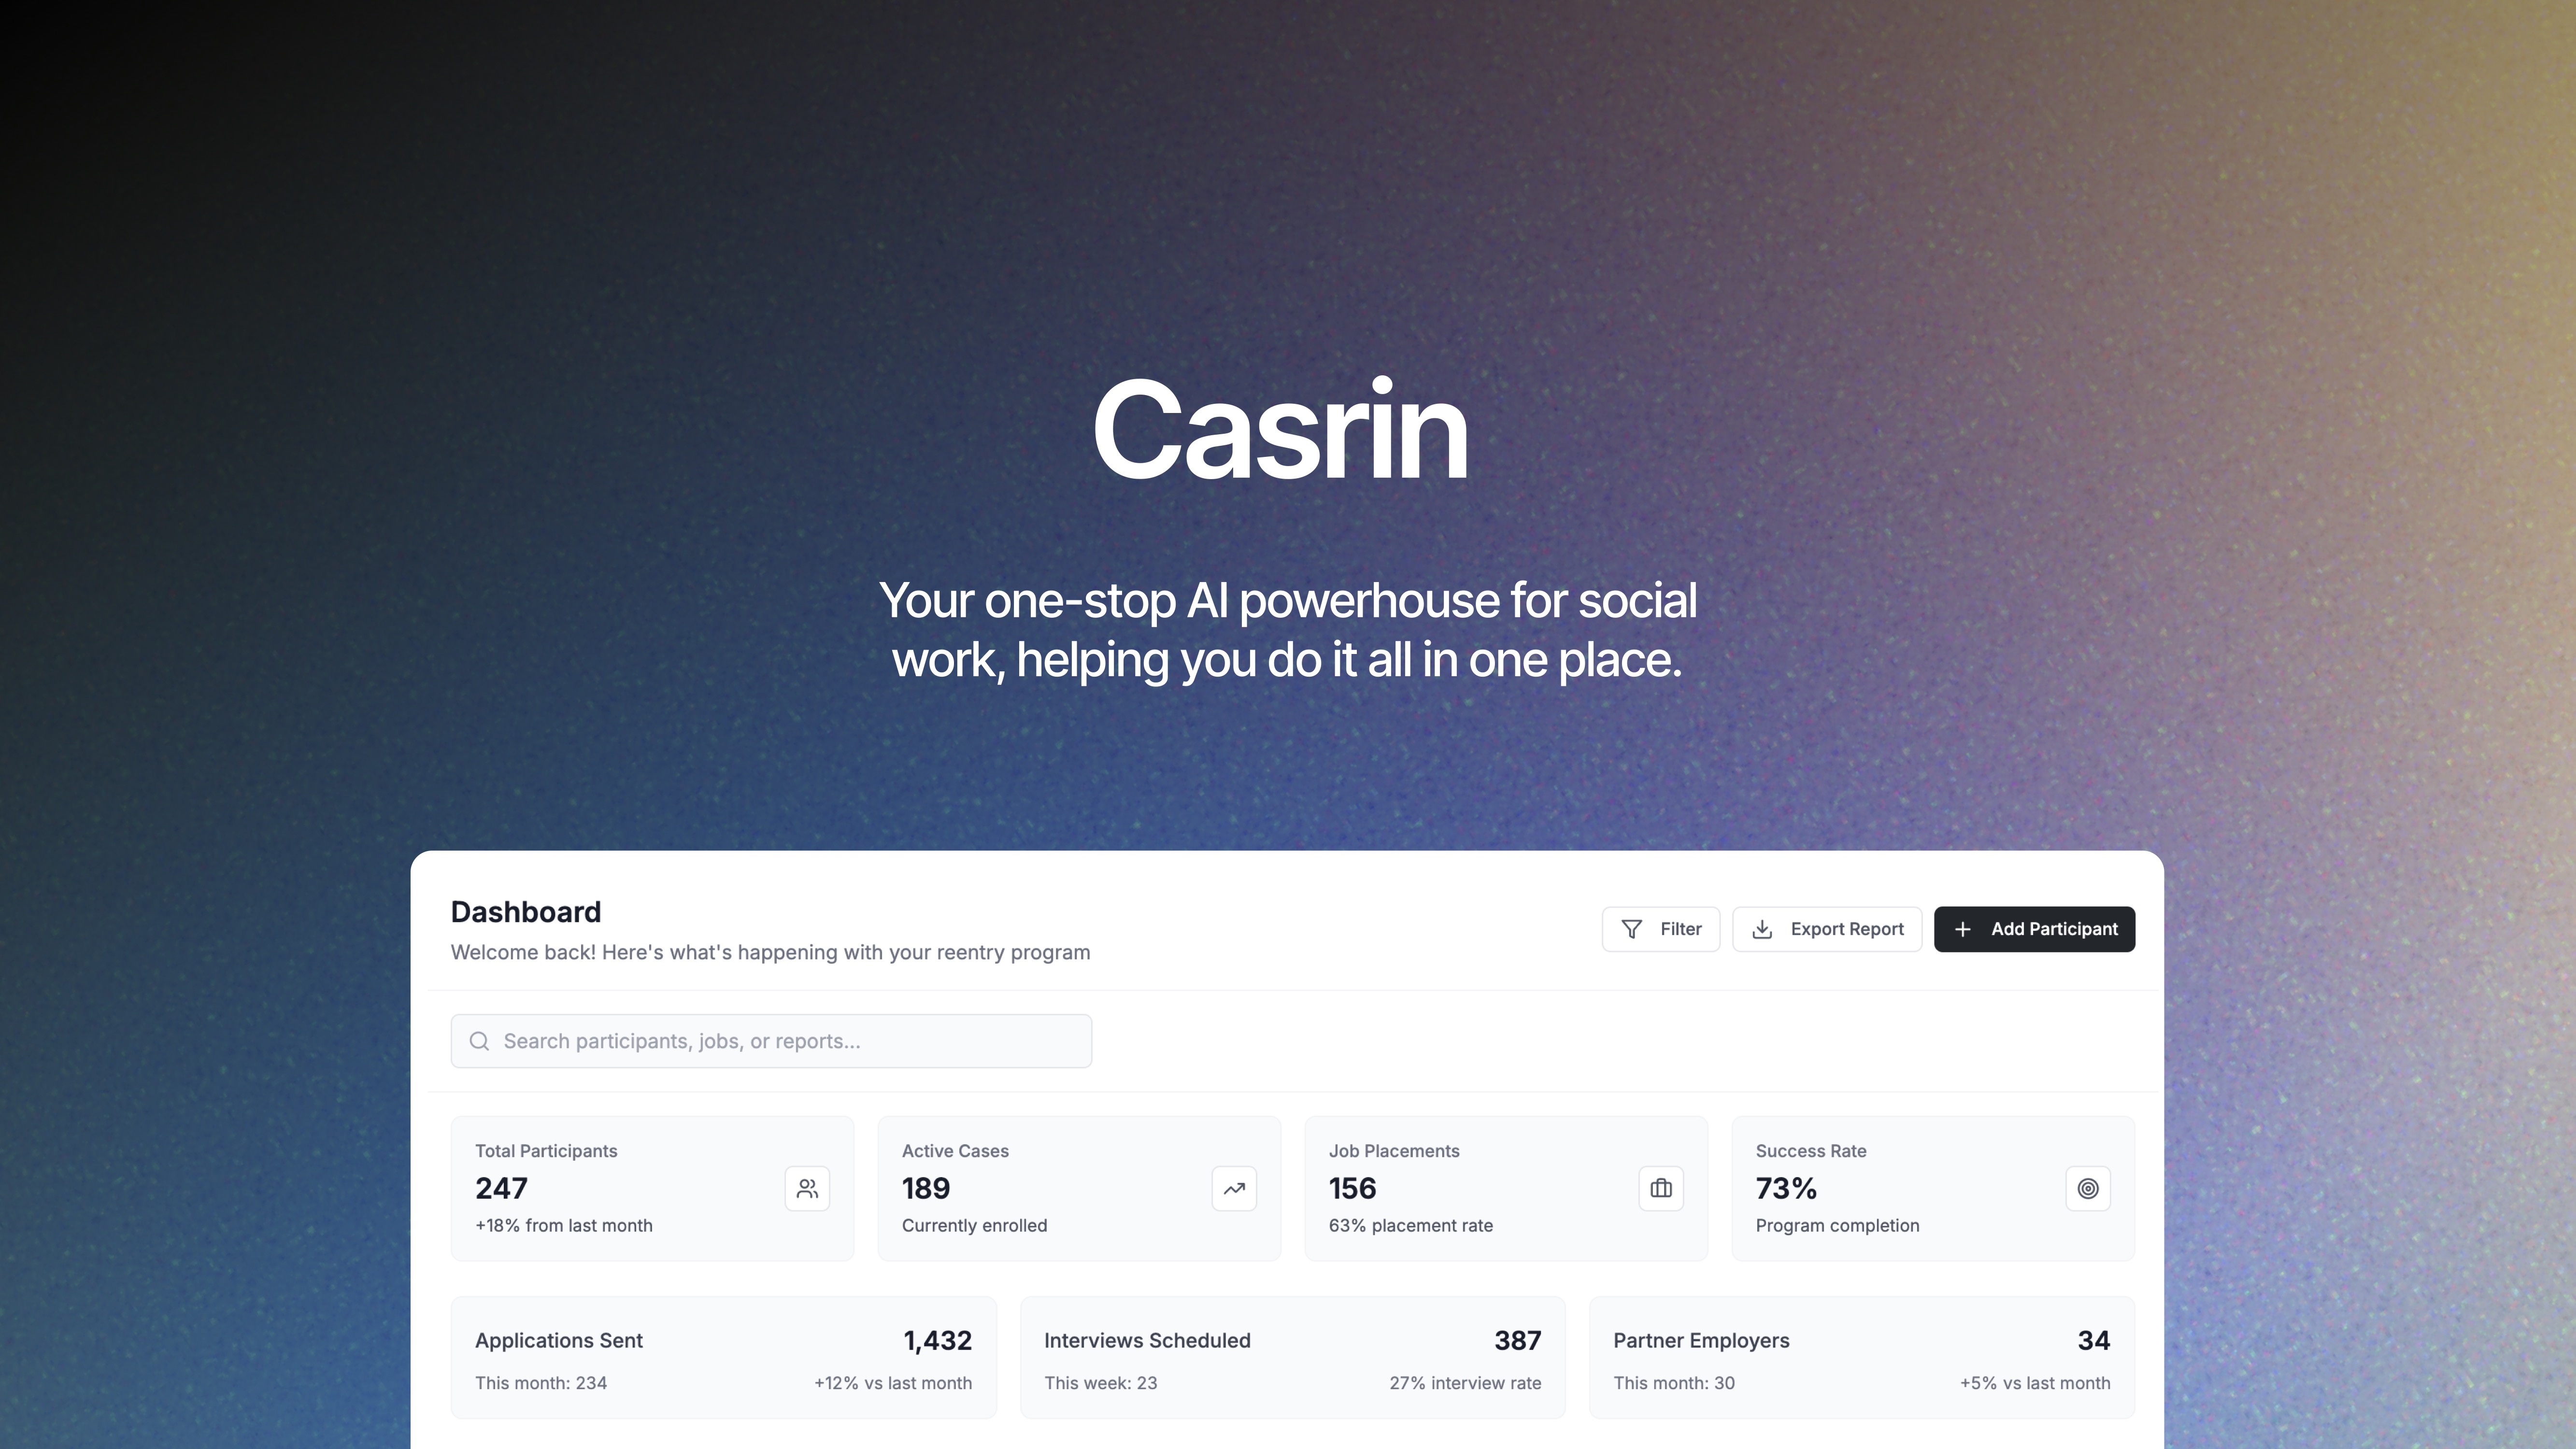 Casrin
Your one-stop AI powerhouse for social
work, helping you do it all in one place.
Dashboard
Welcome back! Here's what's happening with your reentry program
Filter
Export Report
Add Participant
Search participants, jobs, or reports...
Total Participants
247
+18% from last month
Active Cases
189
Currently enrolled
Job Placements
156
63% placement rate
Success Rate
73%
Program completion
Applications Sent 1,432
This month: 234 +12% vs last month
Interviews Scheduled 387
This week: 23 27% interview rate
Partner Employers 34
This month: 30 +5% vs last month